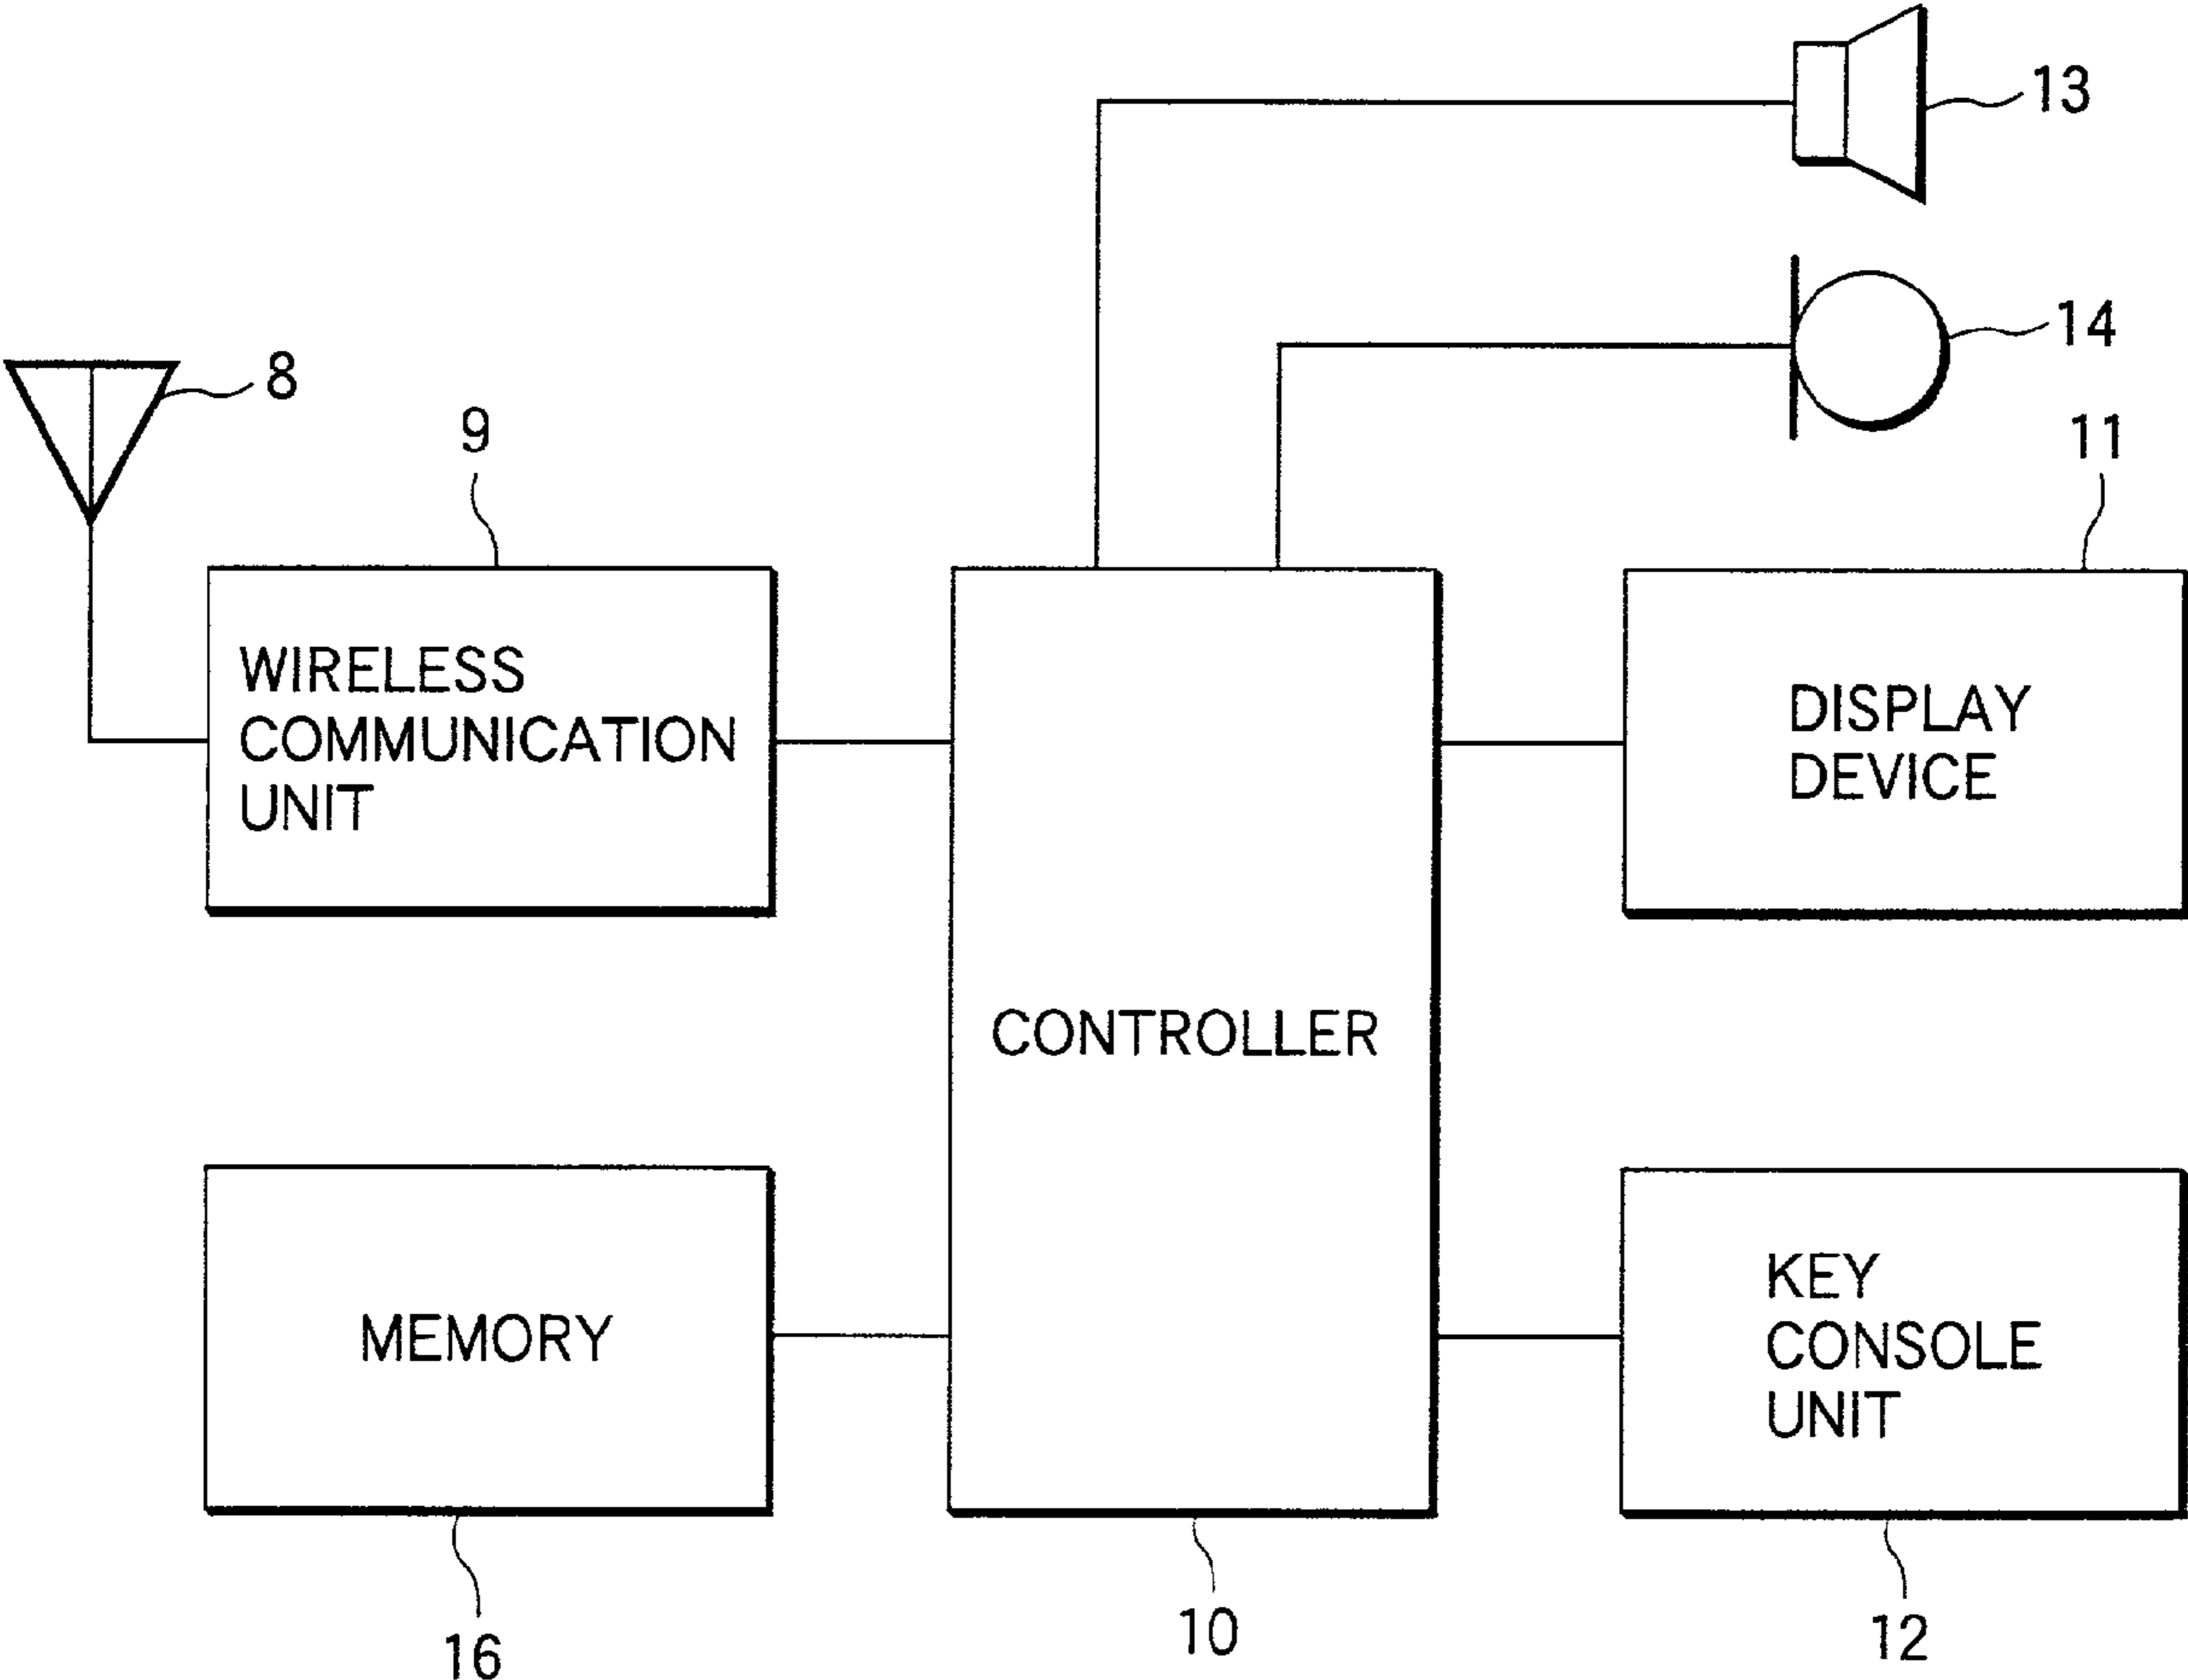 13
14
8
9
11
WIRELESS
COMMUNICATION
UNIT
DISPLAY
DEVICE
CONTROLLER
MEMORY
KEY
CONSOLE
UNIT
16
10
12